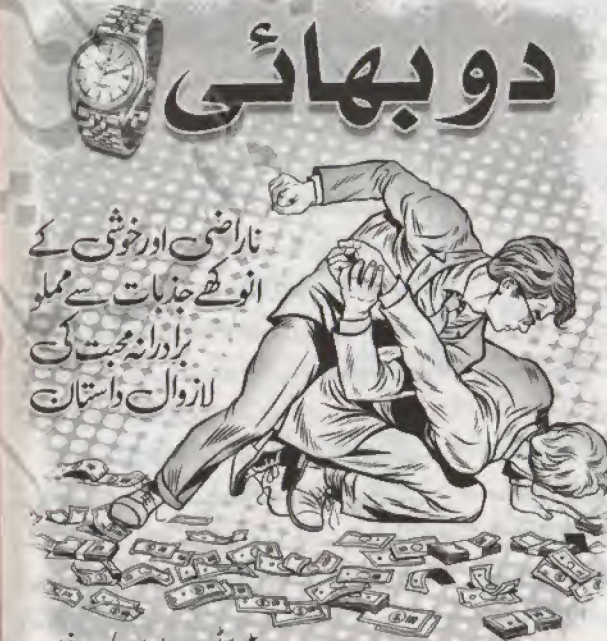 دو بھائی
ناراضی اور خوشی کے
انوکھے جذبات سے مملو
برادرانہ محبت کی
لازوال داستان